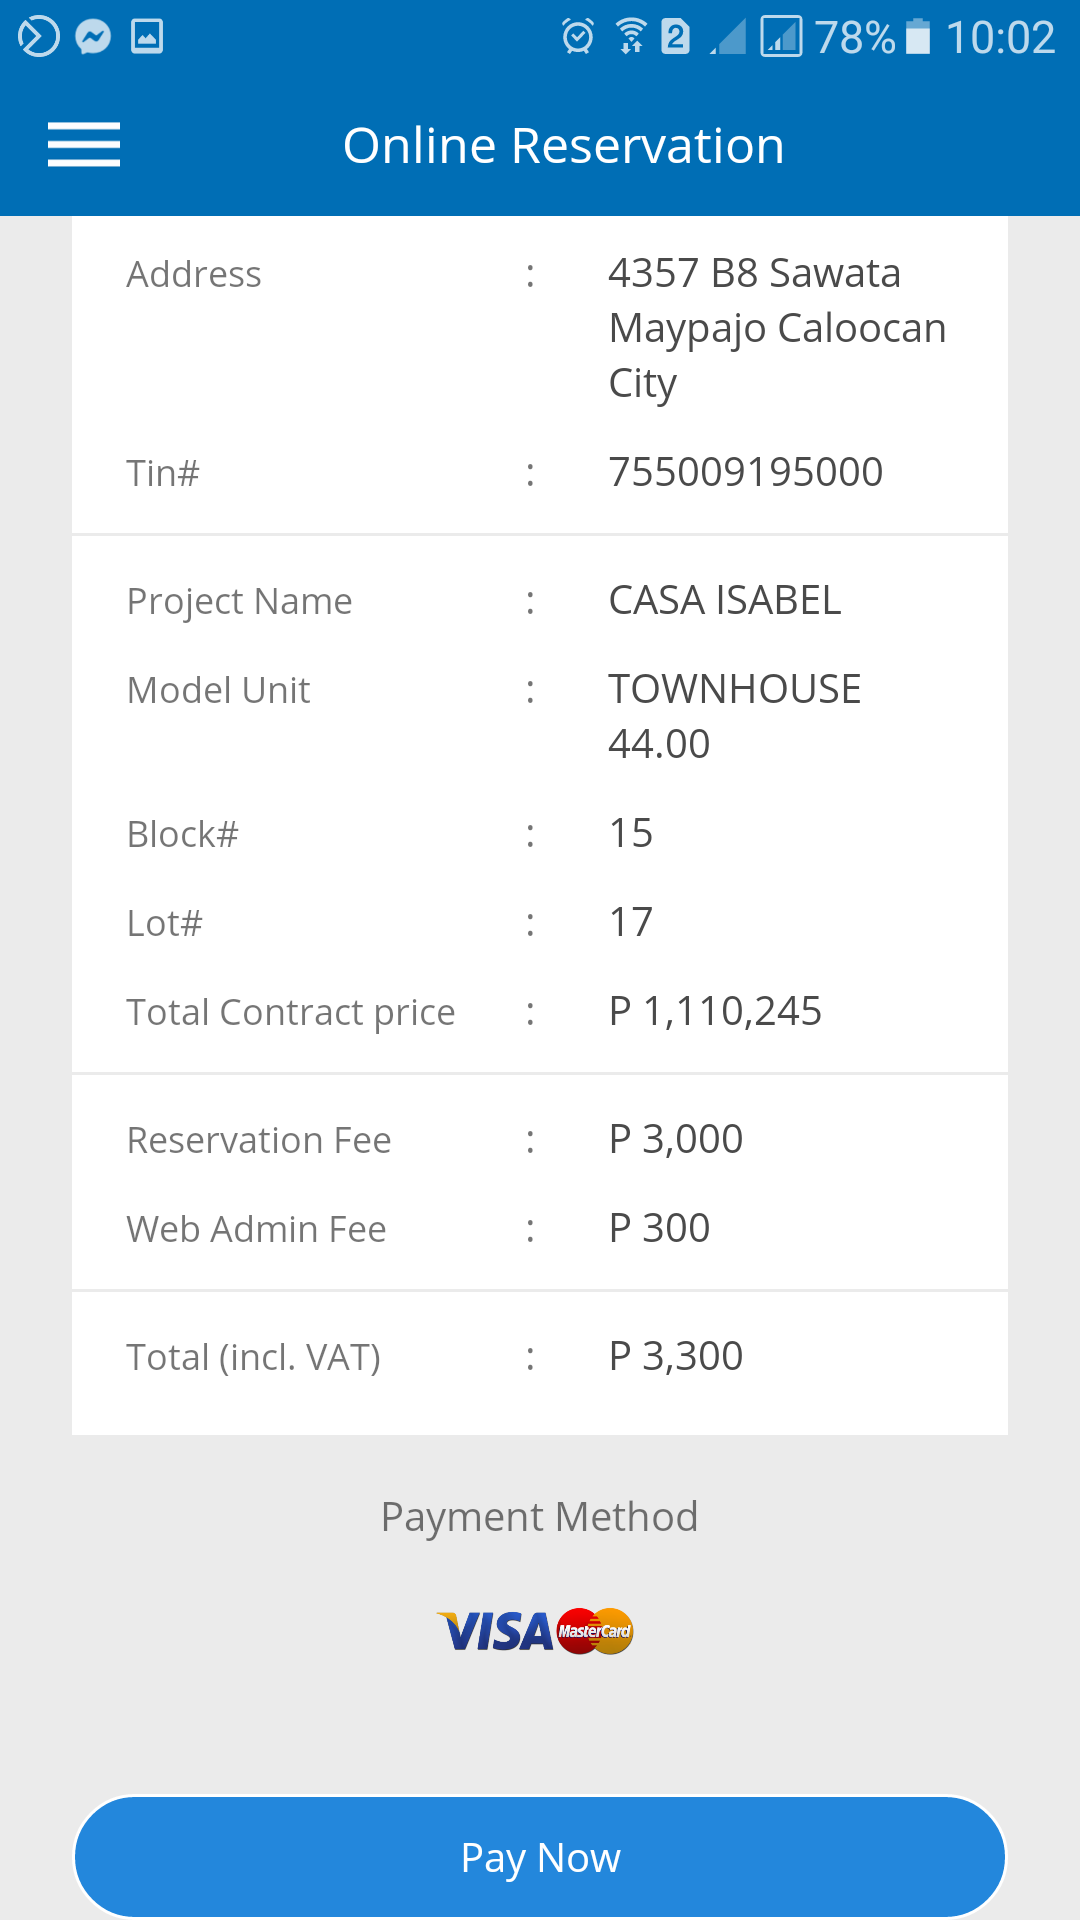 2 78% 10:02
Online Reservation
Address : 4357 B8 Sawata
Maypajo Caloocan
City
Tin# : 755009195000
Project Name : CASA ISABEL
Model Unit : TOWNHOUSE
44.00
Block# : 15
Lot# : 17
Total Contract price : P 1,110,245
Reservation Fee : P 3,000
Web Admin Fee : P 300
Total (incl. VAT) : P 3,300
Payment Method
VISA MasterCard
Pay Now